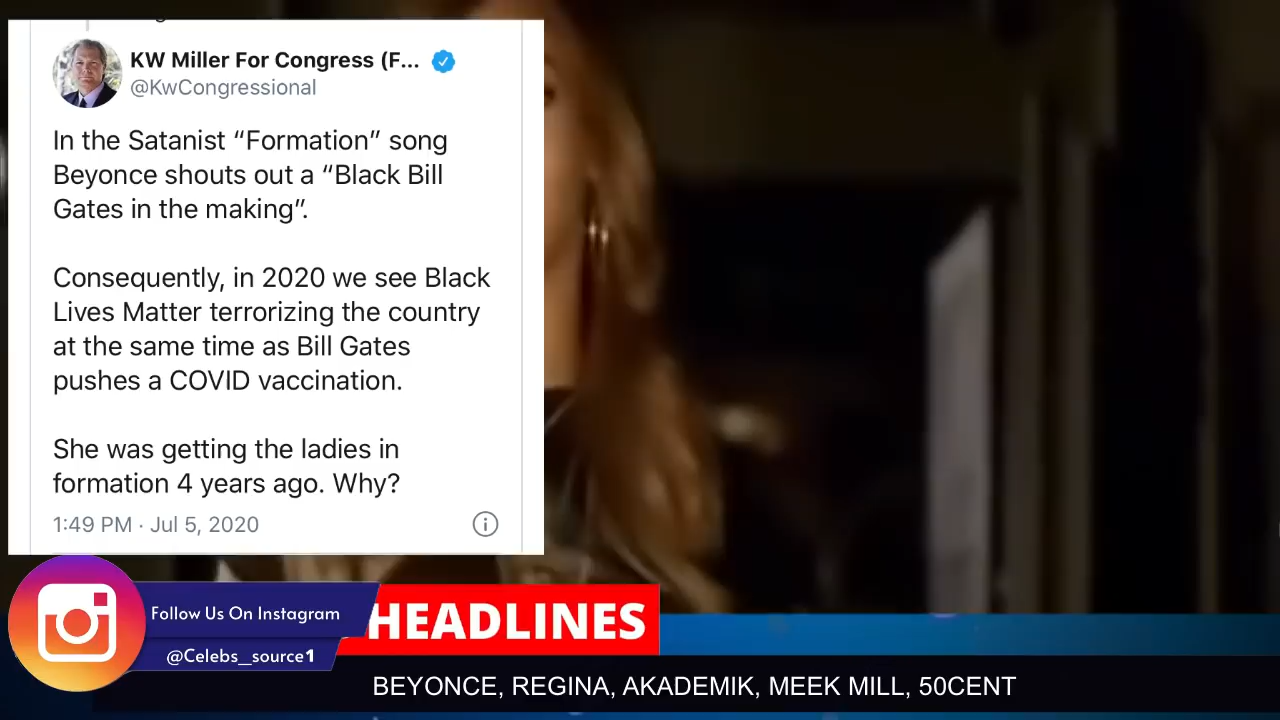 KW Miller For Congress (F...
@KwCongressional
In the Satanist “Formation” song
Beyonce shouts out a “Black Bill
Gates in the making”.
Consequently, in 2020 we see Black
Lives Matter terrorizing the country
at the same time as Bill Gates
pushes a COVID vaccination.
She was getting the ladies in
formation 4 years ago. Why?
1:49 PM · Jul 5, 2020
Follow Us On Instagram
@Celebs_source1
HEADLINES
BEYONCE, REGINA, AKADEMIK, MEEK MILL, 50CENT